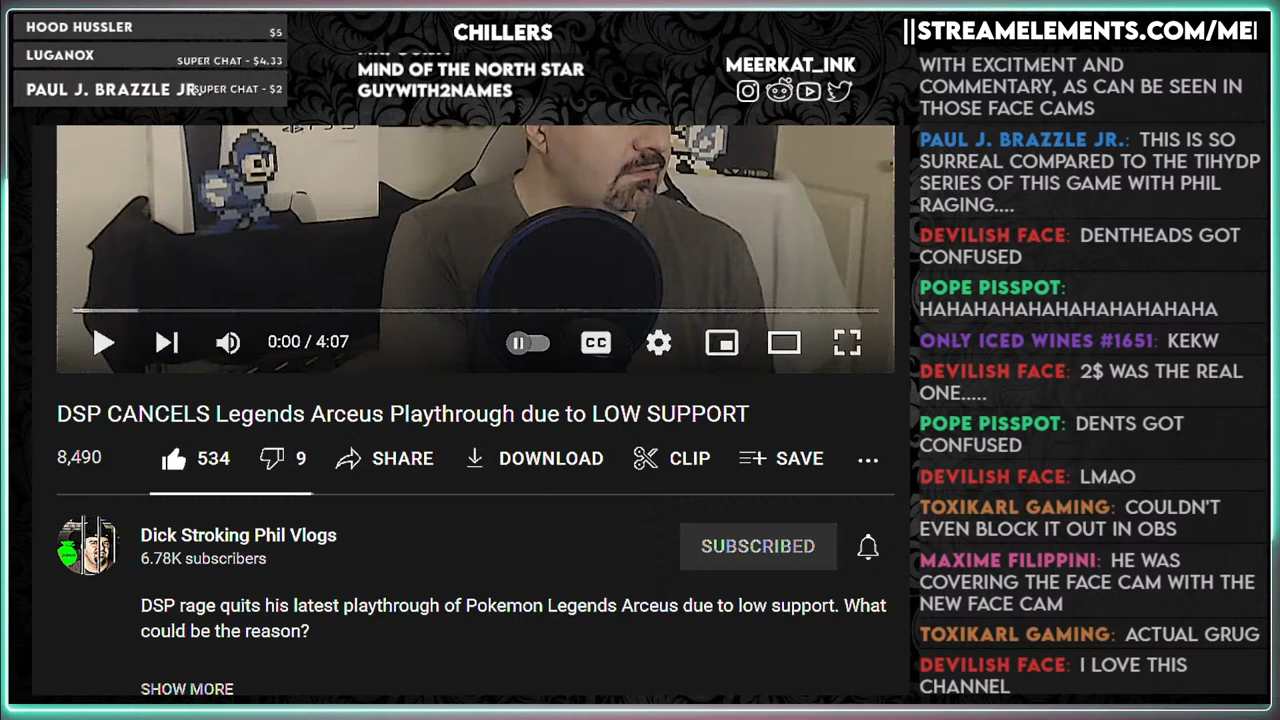 HOOD HUSSLER $5
LUGANOX SUPER CHAT - $4.33
PAUL J. BRAZZLE JR. SUPER CHAT - $2
CHILLERS
MIND OF THE NORTH STAR
GUYWITH2NAMES
MEERKAT_INK
||STREAMELEMENTS.COM/ME
0:00 / 4:07
CC
DSP CANCELS Legends Arceus Playthrough due to LOW SUPPORT
8,490 534 9 SHARE DOWNLOAD CLIP SAVE ...
Dick Stroking Phil Vlogs
6.78K subscribers
SUBSCRIBED
DSP rage quits his latest playthrough of Pokemon Legends Arceus due to low support. What
could be the reason?
SHOW MORE
WITH EXCITMENT AND
COMMENTARY, AS CAN BE SEEN IN
THOSE FACE CAMS
PAUL J. BRAZZLE JR.: THIS IS SO
SURREAL COMPARED TO THE TIHYDP
SERIES OF THIS GAME WITH PHIL
RAGING....
DEVILISH FACE: DENTHEADS GOT
CONFUSED
POPE PISSPOT:
HAHAHAHAHAHAHAHAHAHA
ONLY ICED WINES #1651: KEKW
DEVILISH FACE: 2$ WAS THE REAL
ONE.....
POPE PISSPOT: DENTS GOT
CONFUSED
DEVILISH FACE: LMAO
TOXIKARL GAMING: COULDN'T
EVEN BLOCK IT OUT IN OBS
MAXIME FILIPPINI: HE WAS
COVERING THE FACE CAM WITH THE
NEW FACE CAM
TOXIKARL GAMING: ACTUAL GRUG
DEVILISH FACE: I LOVE THIS
CHANNEL